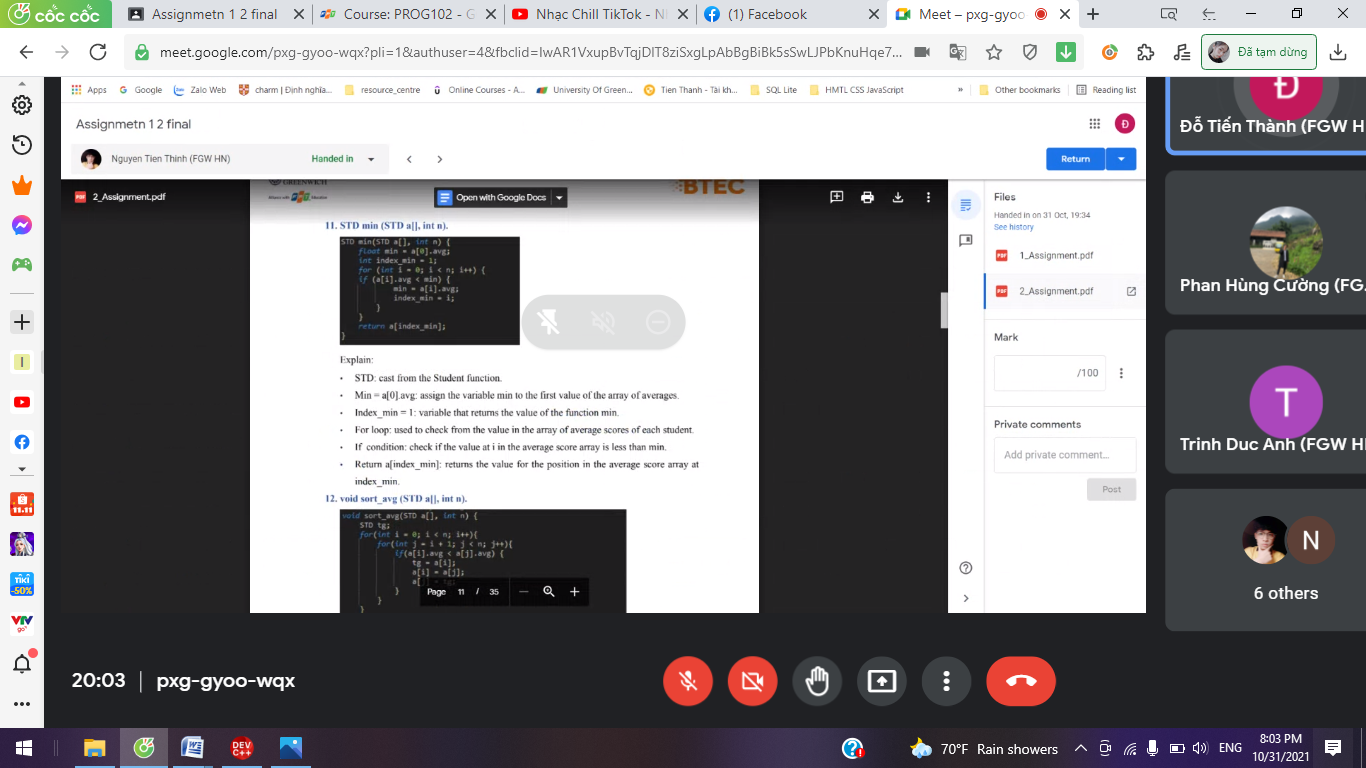 cốc cốc
Assignmetn 1 2 final
Course: PROG102 - G
Nhạc Chill TikTok - N
(1) Facebook
Meet – pxg-gyoo
meet.google.com/pxg-gyoo-wqx?pli=1&authuser=4&fbclid=IwAR1VxupBvTqjDIT8ziSxgLpAbBgBiBk5sSwLJPbKnuHqe7...
Đã tạm dừng
Apps
Google
Zalo Web
charm | Định nghĩa...
resource_centre
Online Courses - A...
University Of Green...
Tien Thanh - Tài kh...
SQL Lite
HMTL CSS JavaScript
»
Other bookmarks
Reading list
Assignmetn 1 2 final
Đ
Nguyen Tien Thinh (FGW HN)
Handed in
Return
PDF
2_Assignment.pdf
GREENWICH
Alliance with FPT Education
Open with Google Docs
BTEC
11. STD min (STD a[], int n).
STD min(STD a[], int n) {
float min = a[0].avg;
int index_min = i;
for (int i = 0; i < n; i++) {
if (a[i].avg < min) {
min = a[i].avg;
index_min = i;
}
}
return a[index_min];
}
Explain:
• STD: cast from the Student function.
• Min = a[0].avg: assign the variable min to the first value of the array of averages.
• Index_min = 1: variable that returns the value of the function min.
• For loop: used to check from the value in the array of average scores of each student.
• If condition: check if the value at i in the average score array is less than min.
• Return a[index_min]: returns the value for the position in the average score array at
index_min.
12. void sort_avg (STD a[], int n).
void sort_avg(STD a[], int n) {
STD tg;
for(int i = 0; i < n; i++){
for(int j = i + 1; j < n; j++){
if(a[i].avg < a[j].avg) {
tg = a[i];
a[i] = a[j];
a[
}
}
}
Page 11 / 35
Files
Handed in on 31 Oct, 19:34
See history
PDF
1_Assignment.pdf
PDF
2_Assignment.pdf
Mark
/100
Private comments
Add private comment...
Post
Đ
Đỗ Tiến Thành (FGW H
Phan Hùng Cường (FG.
T
Trinh Duc Anh (FGW H
N
6 others
I
11.11
TIKI
-50%
VTV
go
20:03 | pxg-gyoo-wqx
DEV
C++
70°F Rain showers
ENG
8:03 PM
10/31/2021